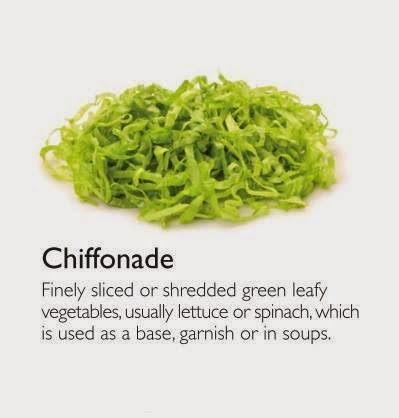 Chiffonade
Finely sliced or shredded green leafy
vegetables, usually lettuce or spinach, which
is used as a base, garnish or in soups.